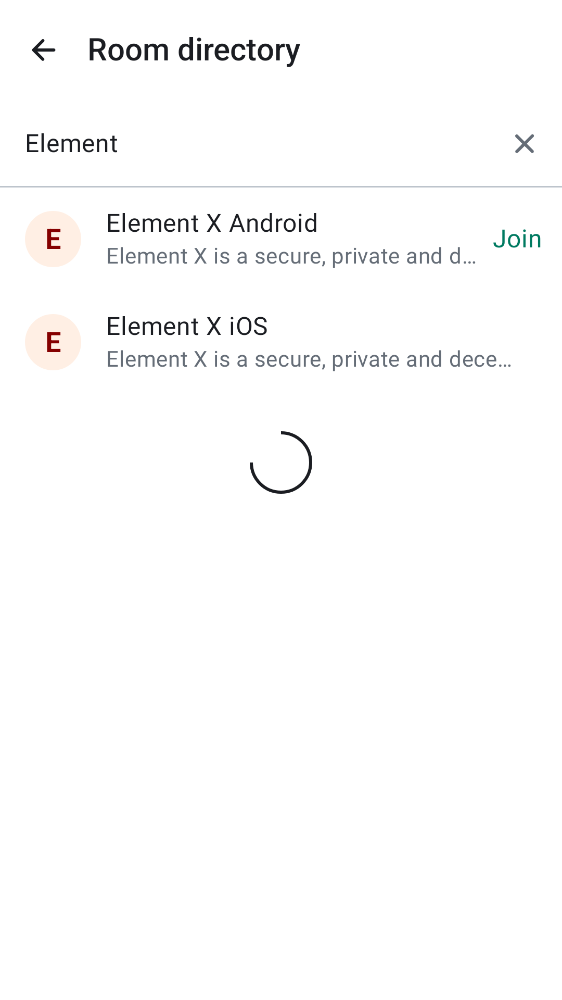 Room directory
Element
E
Element X Android
Element X is a secure, private and d…
Join
E
Element X iOS
Element X is a secure, private and dece…